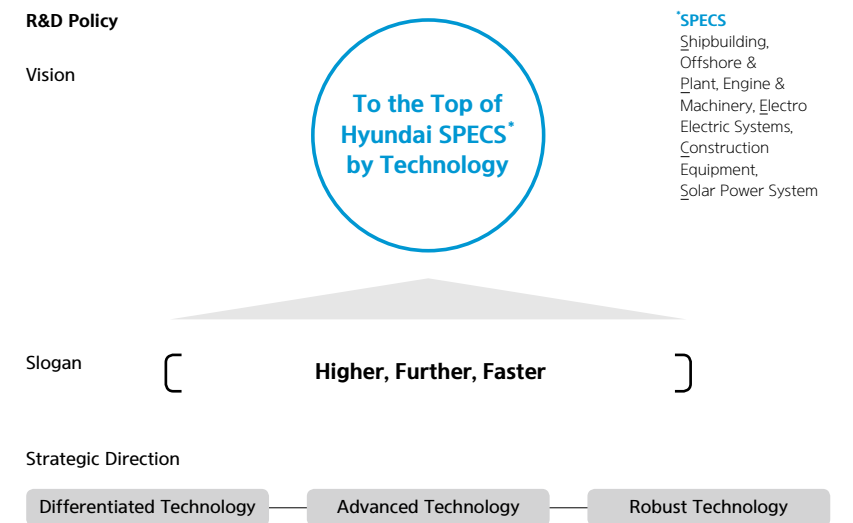 R&D Policy
Vision
To the Top of
Hyundai SPECS*
by Technology
*SPECS
Shipbuilding,
Offshore &
Plant, Engine &
Machinery, Electro
Electric Systems,
Construction
Equipment,
Solar Power System
Slogan
Higher, Further, Faster
Strategic Direction
Differentiated Technology
Advanced Technology
Robust Technology